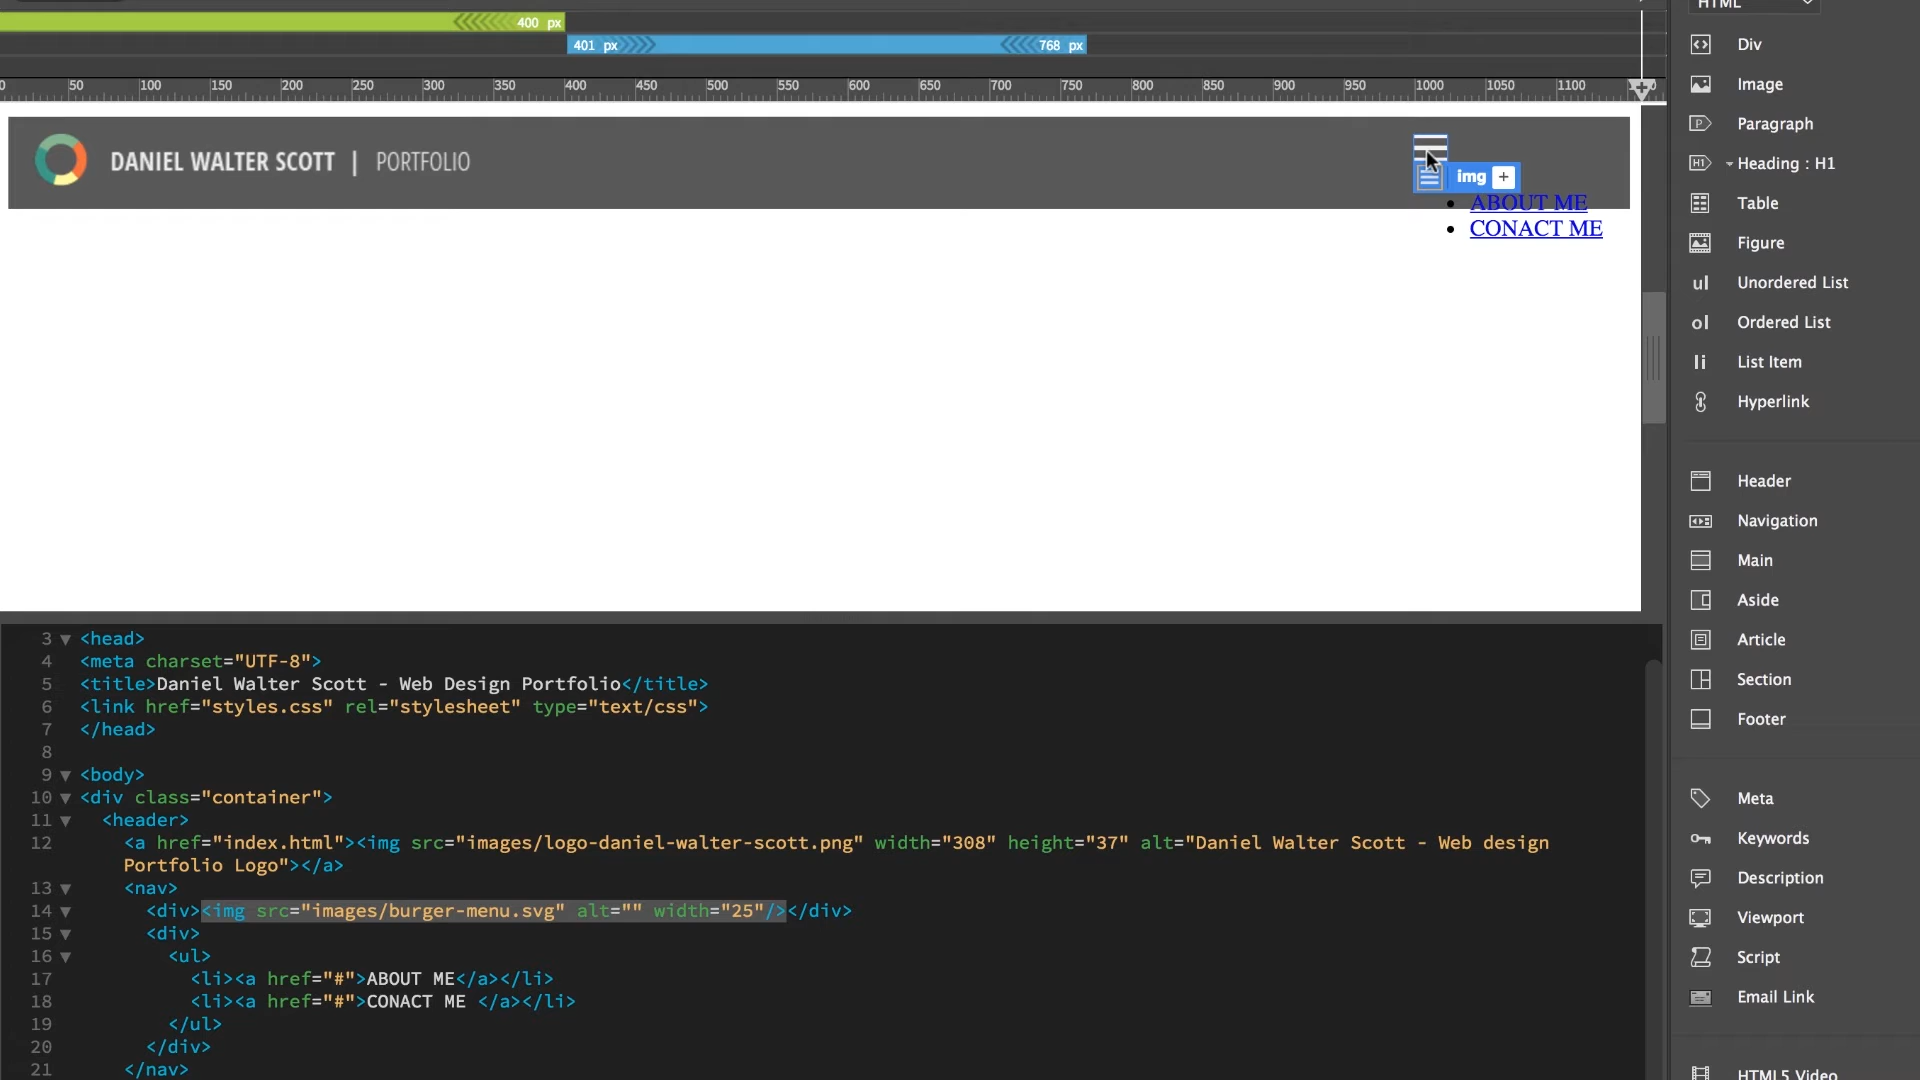 HTML
400 px
401 px
768 px
0 50 100 150 200 250 300 350 400 450 500 550 600 650 700 750 800 850 900 950 1000 1050 1100
DANIEL WALTER SCOTT | PORTFOLIO
img +
• ABOUT ME
• CONACT ME
Div
Image
P Paragraph
H1 Heading : H1
Table
Figure
ul Unordered List
ol Ordered List
li List Item
Hyperlink
Header
Navigation
Main
Aside
Article
Section
Footer
Meta
Keywords
Description
Viewport
Script
Email Link
HTML5 Video
3 <head>
4 <meta charset="UTF-8">
5 <title>Daniel Walter Scott - Web Design Portfolio</title>
6 <link href="styles.css" rel="stylesheet" type="text/css">
7 </head>
8
9 <body>
10 <div class="container">
11 <header>
12 <a href="index.html"><img src="images/logo-daniel-walter-scott.png" width="308" height="37" alt="Daniel Walter Scott - Web design
Portfolio Logo"></a>
13 <nav>
14 <div><img src="images/burger-menu.svg" alt="" width="25"/></div>
15 <div>
16 <ul>
17 <li><a href="#">ABOUT ME</a></li>
18 <li><a href="#">CONACT ME </a></li>
19 </ul>
20 </div>
21 </nav>